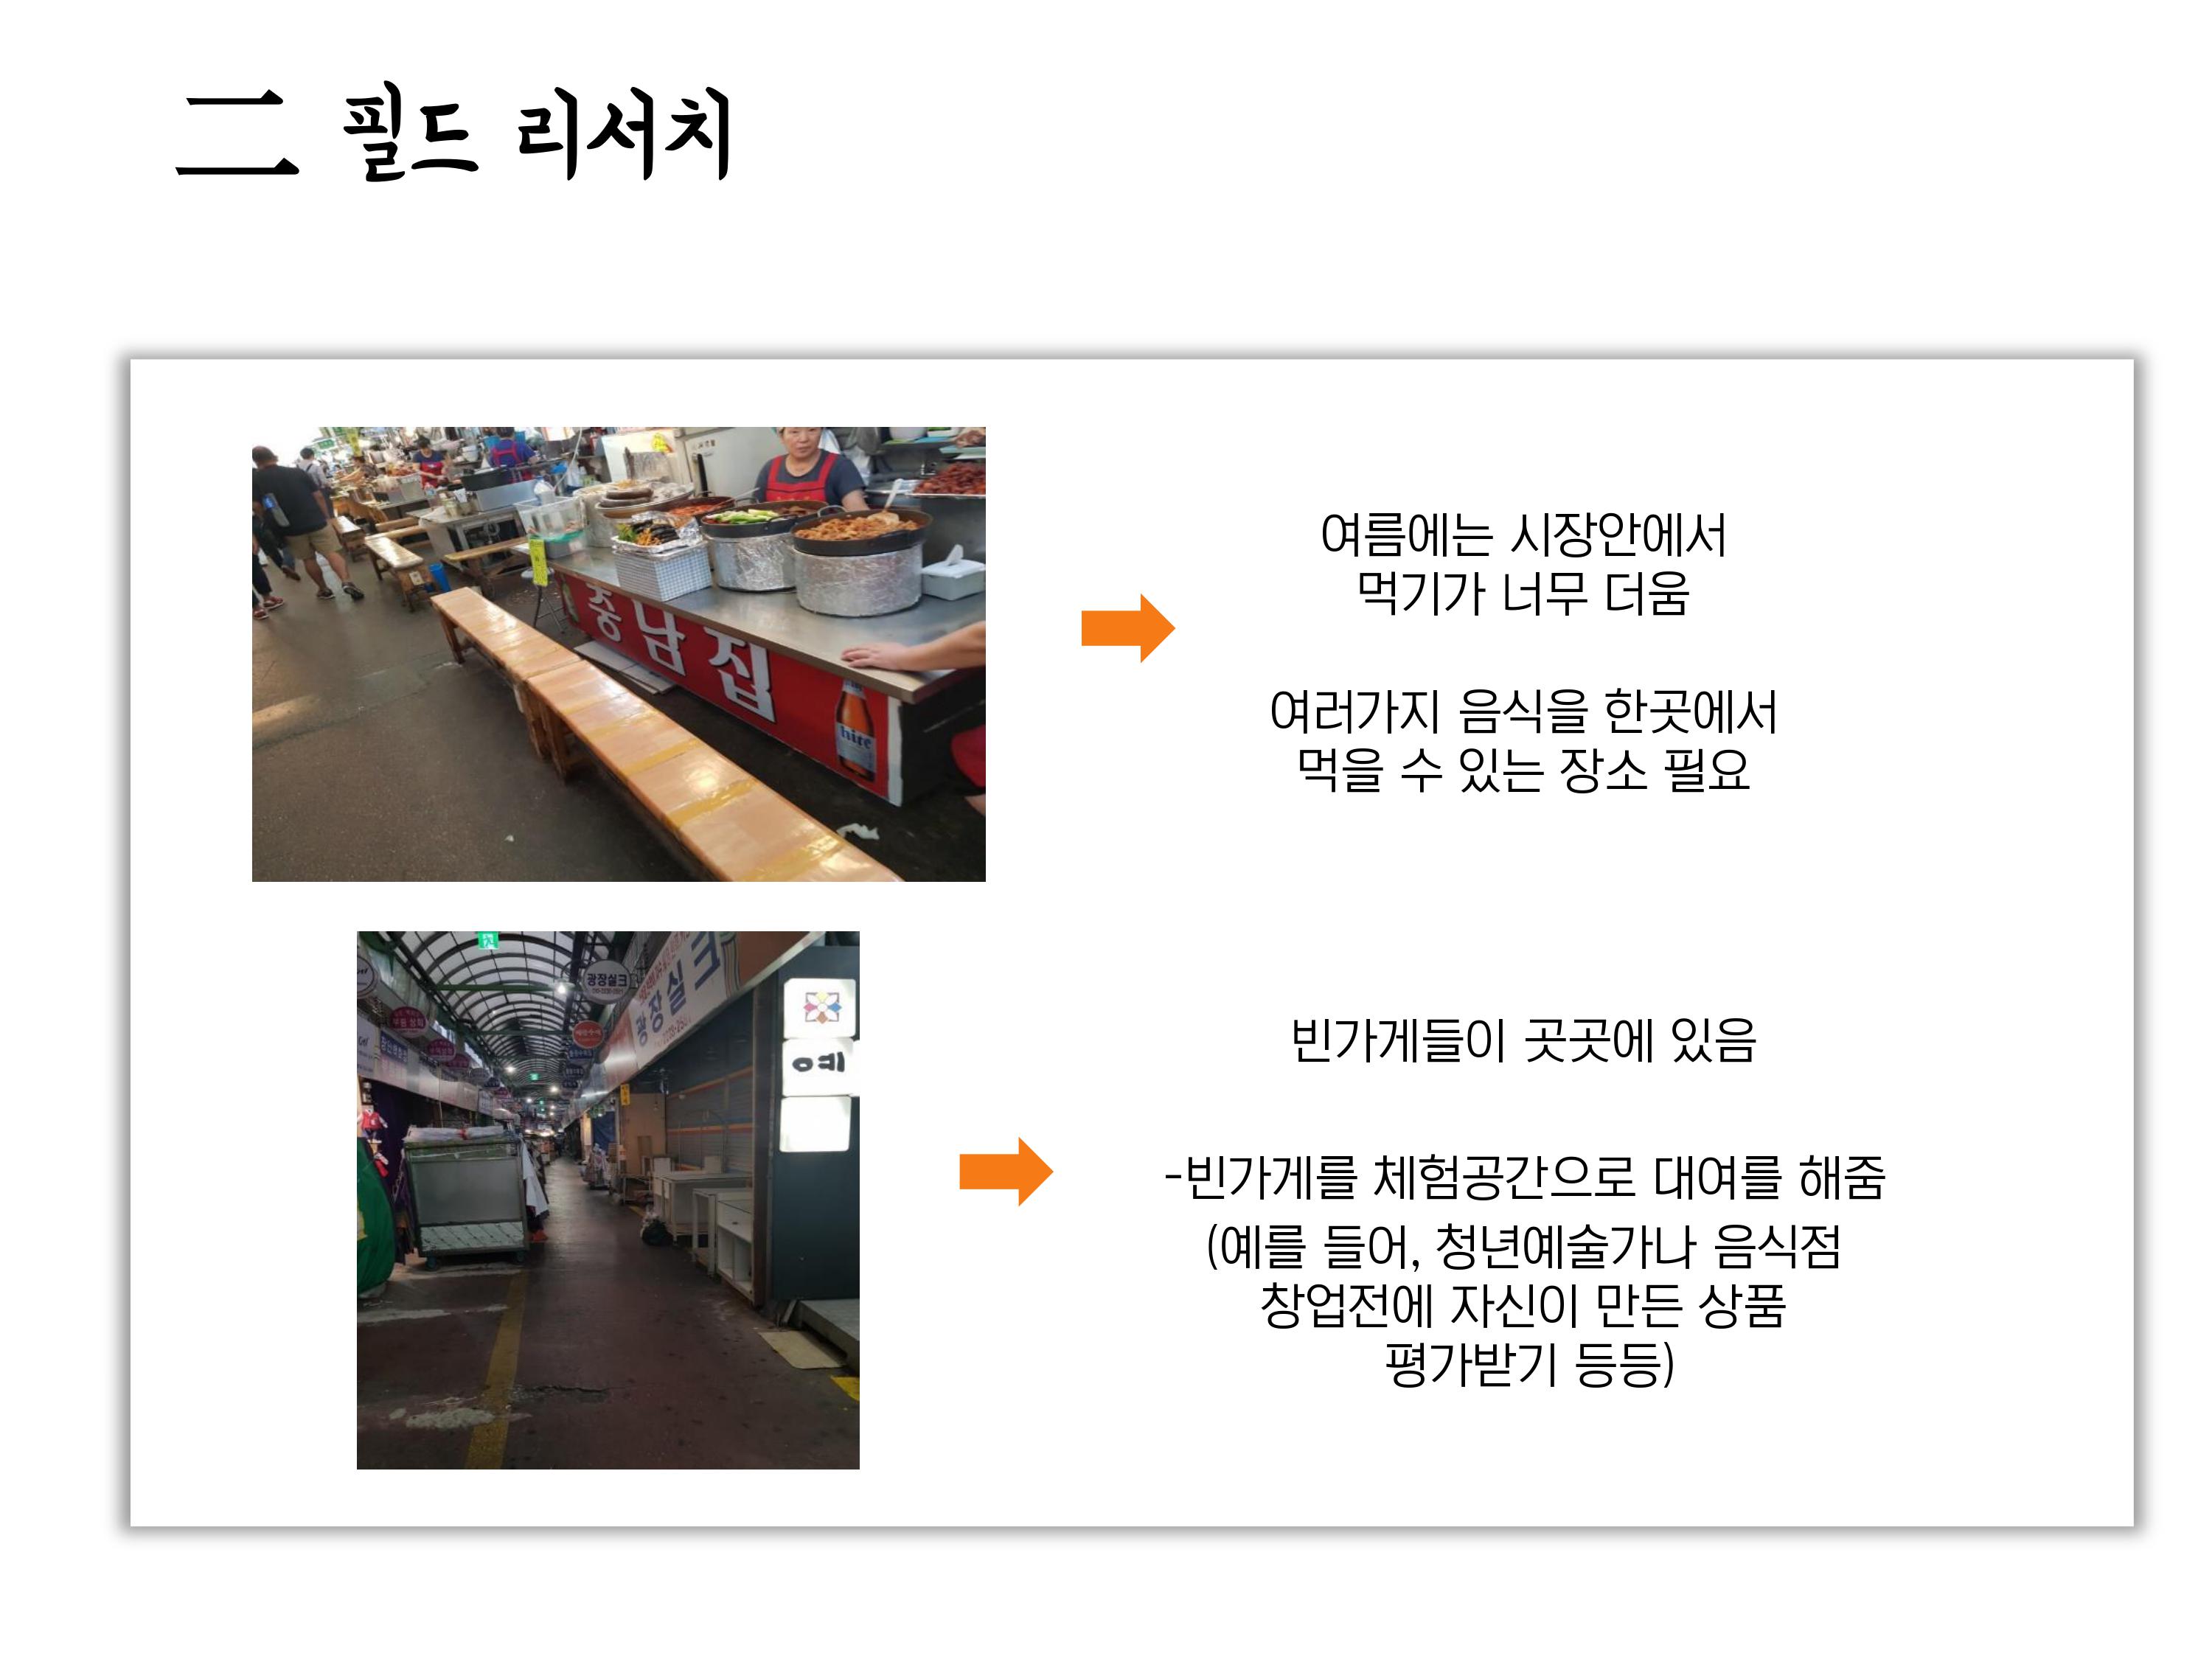 二 필드 리서치
여름에는 시장안에서
먹기가 너무 더움
여러가지 음식을 한곳에서
먹을 수 있는 장소 필요
충남집
hite
빈가게들이 곳곳에 있음
-빈가게를 체험공간으로 대여를 해줌
(예를 들어, 청년예술가나 음식점
창업전에 자신이 만든 상품
평가받기 등등)
광장실크
광장실크
예